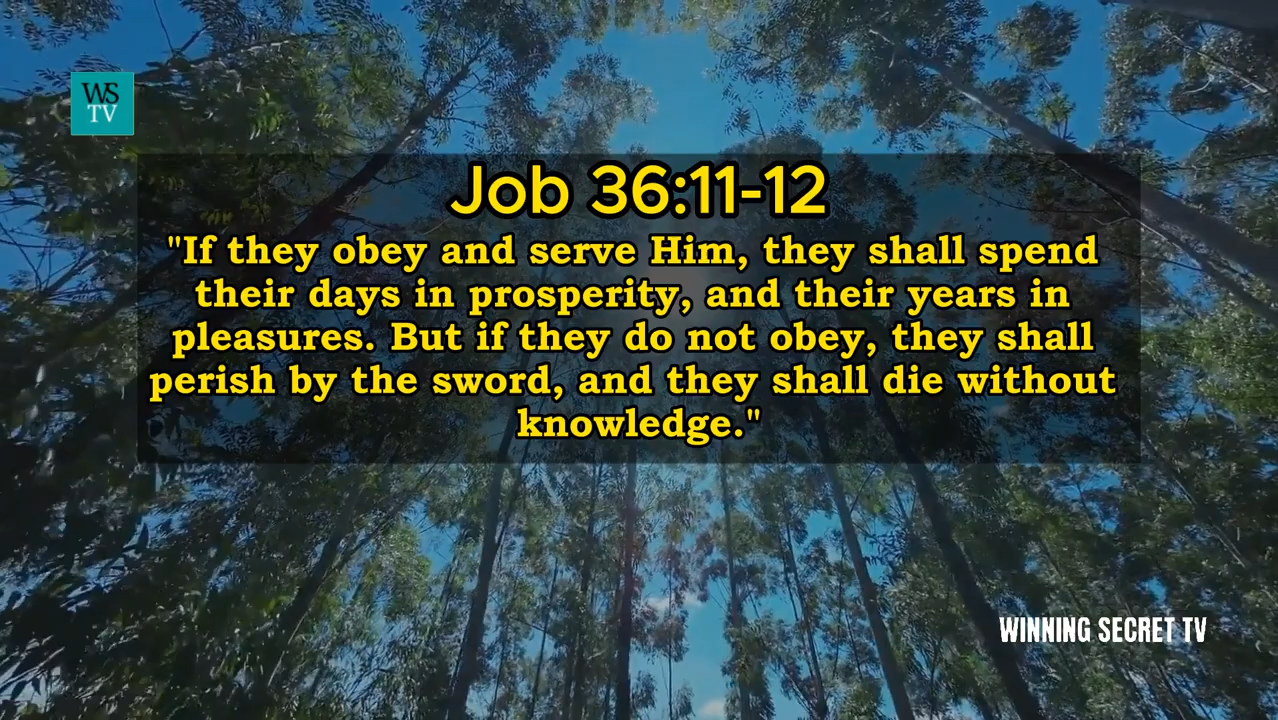 WS
TV
Job 36:11-12
"If they obey and serve Him, they shall spend
their days in prosperity, and their years in
pleasures. But if they do not obey, they shall
perish by the sword, and they shall die without
knowledge."
WINNING SECRET TV